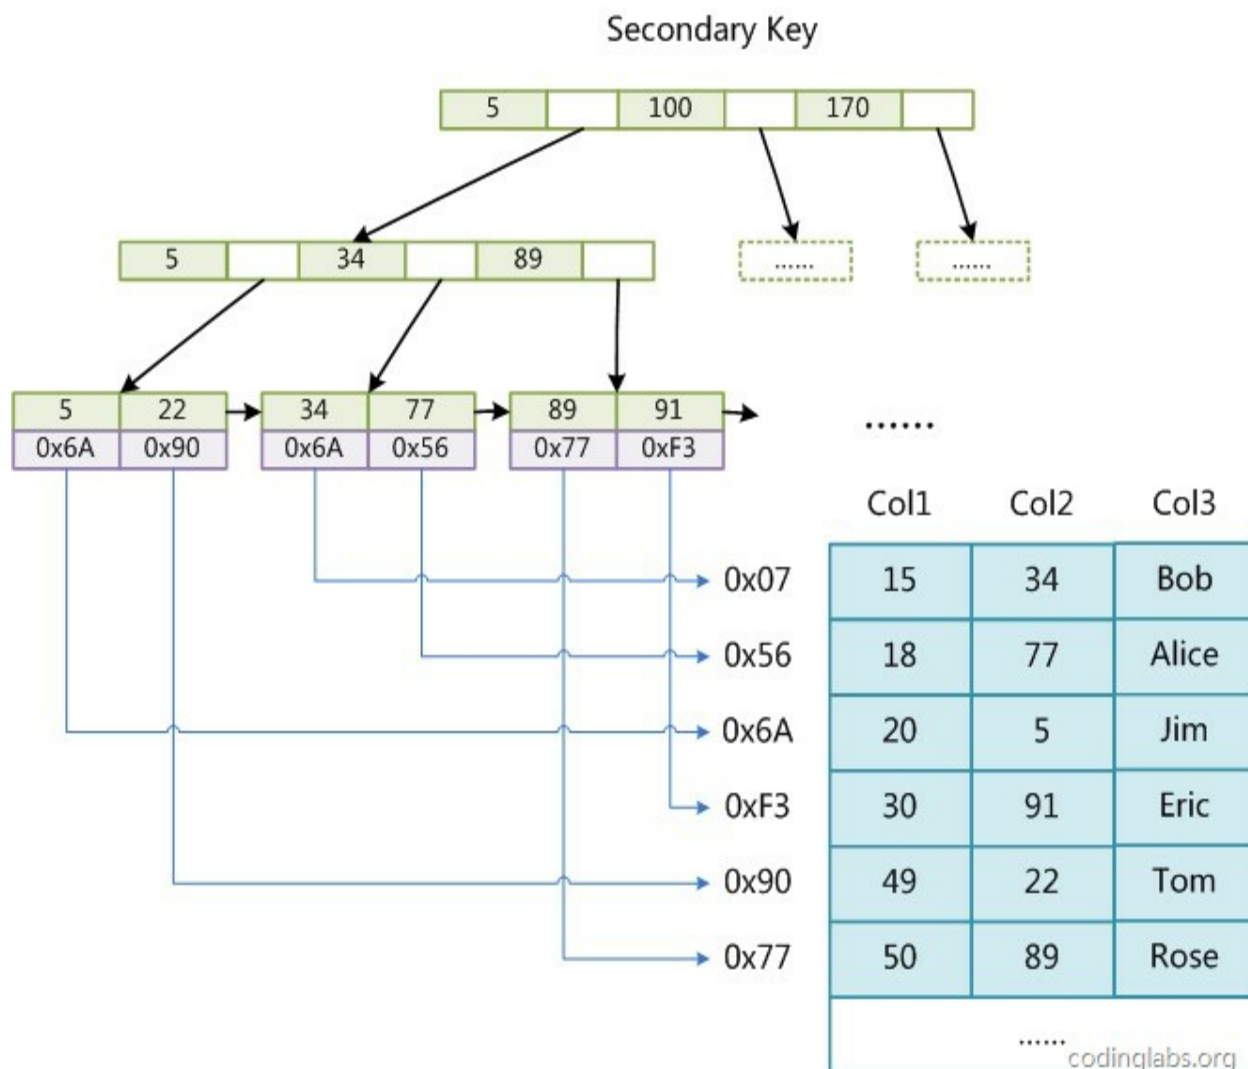 Secondary Key
5 100 170
5 34 89
...... ......
5 22 34 77 89 91
0x6A 0x90 0x6A 0x56 0x77 0xF3
......
Col1 Col2 Col3
0x07 15 34 Bob
0x56 18 77 Alice
0x6A 20 5 Jim
0xF3 30 91 Eric
0x90 49 22 Tom
0x77 50 89 Rose
......
codinglabs.org